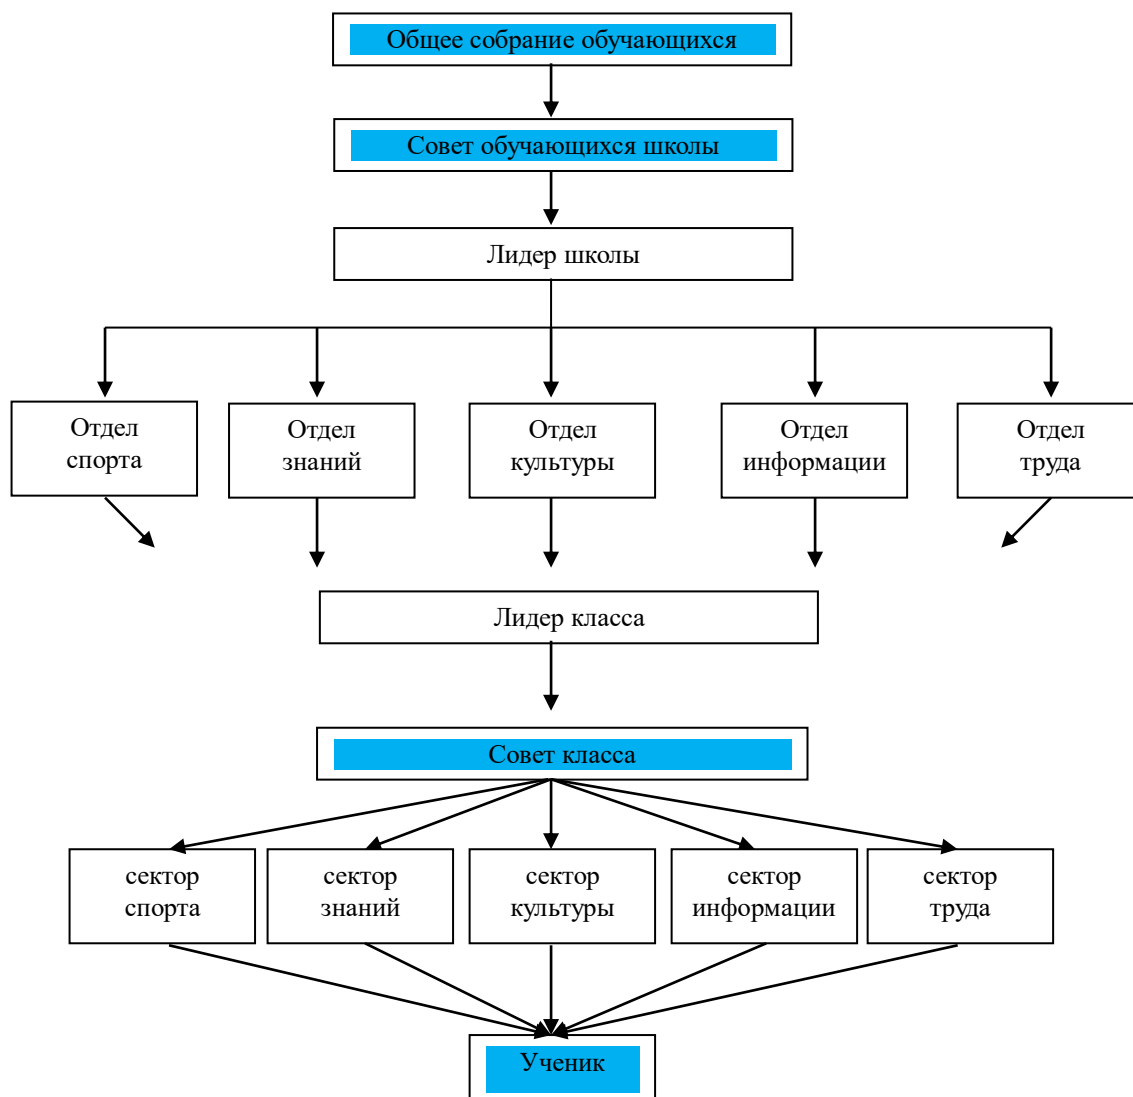 Общее собрание обучающихся
Совет обучающихся школы
Лидер школы
Отдел
спорта
Отдел
знаний
Отдел
культуры
Отдел
информации
Отдел
труда
Лидер класса
Совет класса
сектор
спорта
сектор
знаний
сектор
культуры
сектор
информации
сектор
труда
Ученик